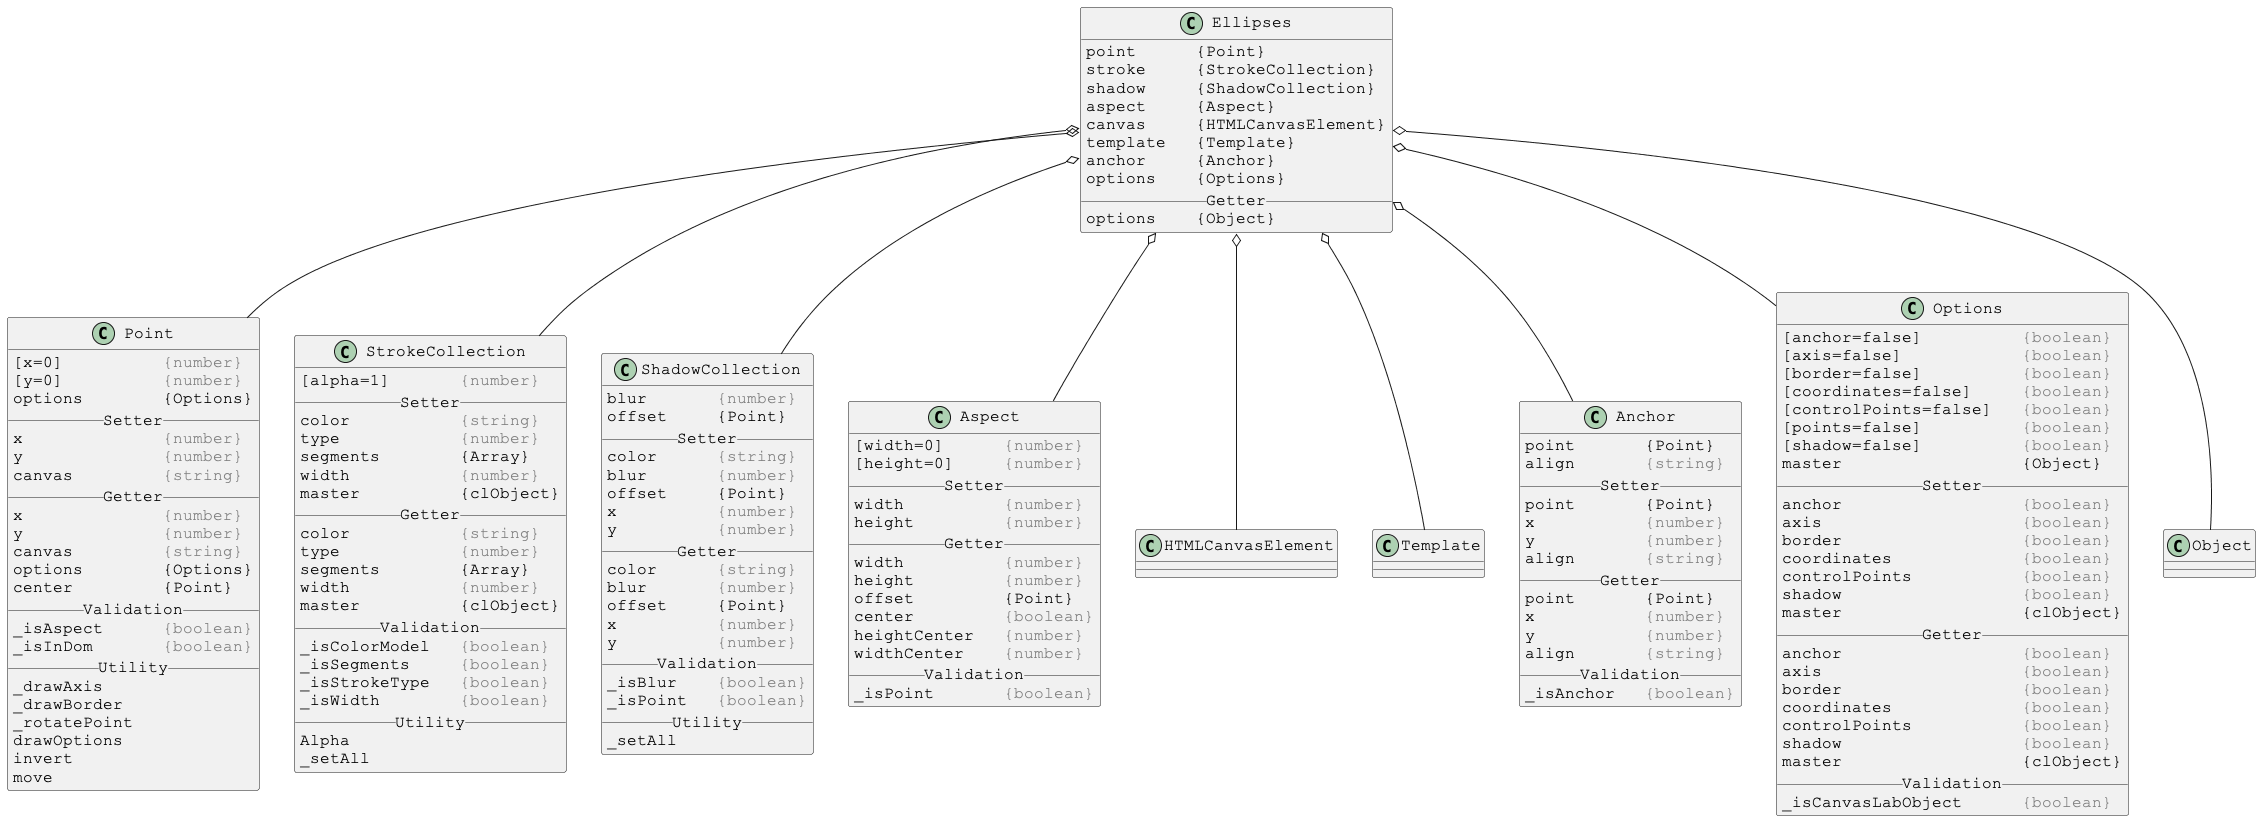 C Ellipses
point {Point}
stroke {StrokeCollection}
shadow {ShadowCollection}
aspect {Aspect}
canvas {HTMLCanvasElement}
template {Template}
anchor {Anchor}
options {Options}
Getter
options {Object}
C Point
[x=0] {number}
[y=0] {number}
options {Options}
Setter
x {number}
y {number}
canvas {string}
Getter
x {number}
y {number}
canvas {string}
options {Options}
center {Point}
Validation
_isAspect {boolean}
_isInDom {boolean}
Utility
_drawAxis
_drawBorder
_rotatePoint
drawOptions
invert
move
C StrokeCollection
[alpha=1] {number}
Setter
color {string}
type {number}
segments {Array}
width {number}
master {clObject}
Getter
color {string}
type {number}
segments {Array}
width {number}
master {clObject}
Validation
_isColorModel {boolean}
_isSegments {boolean}
_isStrokeType {boolean}
_isWidth {boolean}
Utility
Alpha
_setAll
C ShadowCollection
blur {number}
offset {Point}
Setter
color {string}
blur {number}
offset {Point}
x {number}
y {number}
Getter
color {string}
blur {number}
offset {Point}
x {number}
y {number}
Validation
_isBlur {boolean}
_isPoint {boolean}
Utility
_setAll
C Aspect
[width=0] {number}
[height=0] {number}
Setter
width {number}
height {number}
Getter
width {number}
height {number}
offset {Point}
center {boolean}
heightCenter {number}
widthCenter {number}
Validation
_isPoint {boolean}
C HTMLCanvasElement
C Template
C Anchor
point {Point}
align {string}
Setter
point {Point}
x {number}
y {number}
align {string}
Getter
point {Point}
x {number}
y {number}
align {string}
Validation
_isAnchor {boolean}
C Options
[anchor=false] {boolean}
[axis=false] {boolean}
[border=false] {boolean}
[coordinates=false] {boolean}
[controlPoints=false] {boolean}
[points=false] {boolean}
[shadow=false] {boolean}
master {Object}
Setter
anchor {boolean}
axis {boolean}
border {boolean}
coordinates {boolean}
controlPoints {boolean}
shadow {boolean}
master {clObject}
Getter
anchor {boolean}
axis {boolean}
border {boolean}
coordinates {boolean}
controlPoints {boolean}
shadow {boolean}
master {clObject}
Validation
_isCanvasLabObject {boolean}
C Object